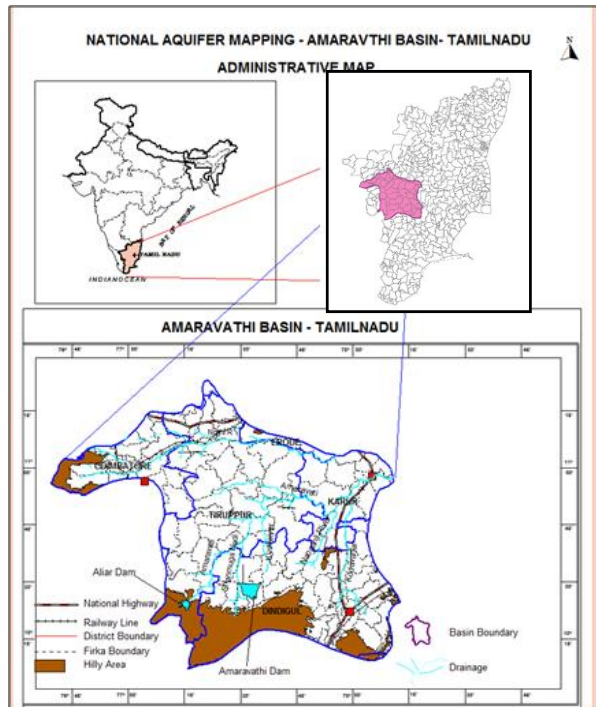 NATIONAL AQUIFER MAPPING - AMARAVTHI BASIN- TAMILNADU
N
ADMINISTRATIVE MAP
BAY OF BENGAL
TAMIL NADU
INDIANOCEAN
AMARAVATHI BASIN - TAMILNADU
ERODE
COIMBATORE
Amaravati
KARUR
TIRUPPUR
Aliar Dam
DINDIGUL
National Highway
Railway Line
District Boundary
Firka Boundary
Hilly Area
Amaravathi Dam
Basin Boundary
Drainage